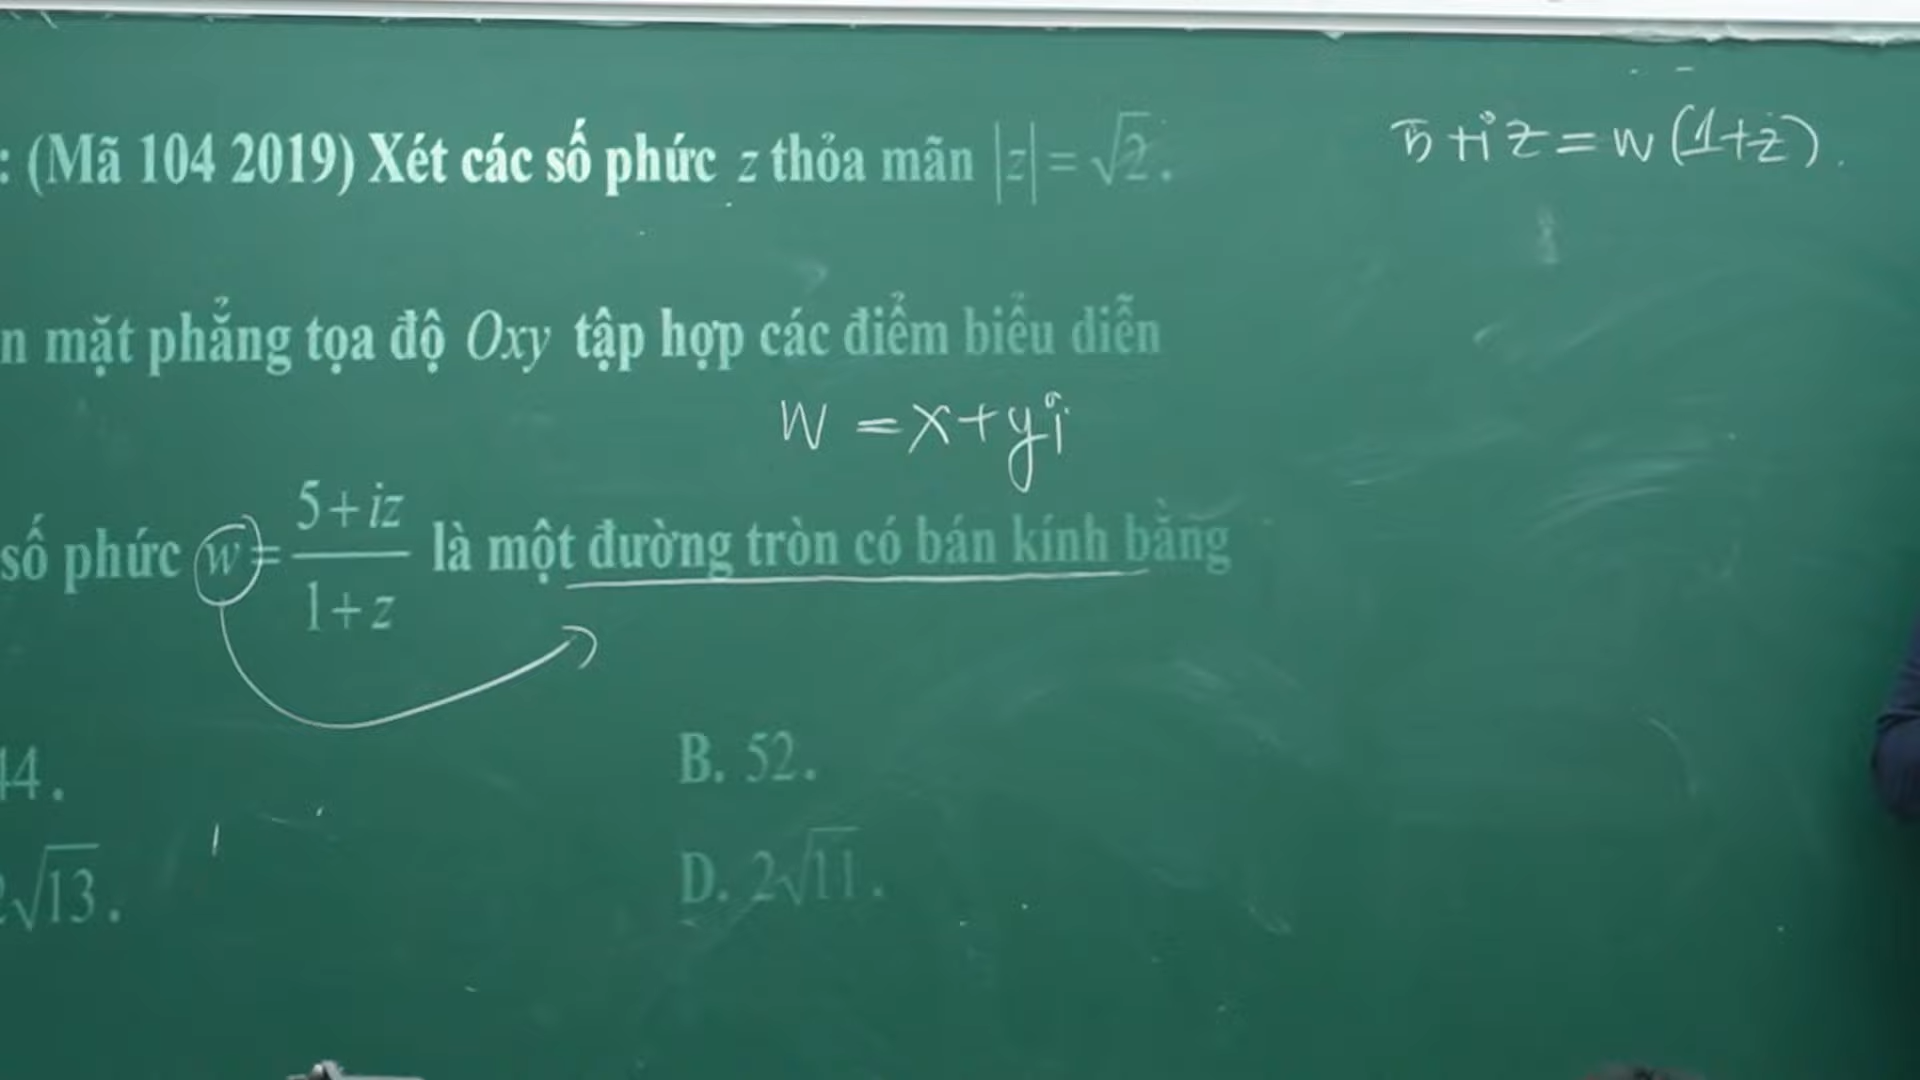 : (Mã 104 2019) Xét các số phức z thỏa mãn |z| = √2.
5 + iz = w(1+z).
n mặt phẳng tọa độ Oxy tập hợp các điểm biểu diễn
W = x + yi
số phức w = (5+iz)/(1+z) là một đường tròn có bán kính bằng
44.
B. 52.
2√13.
D. 2√11.